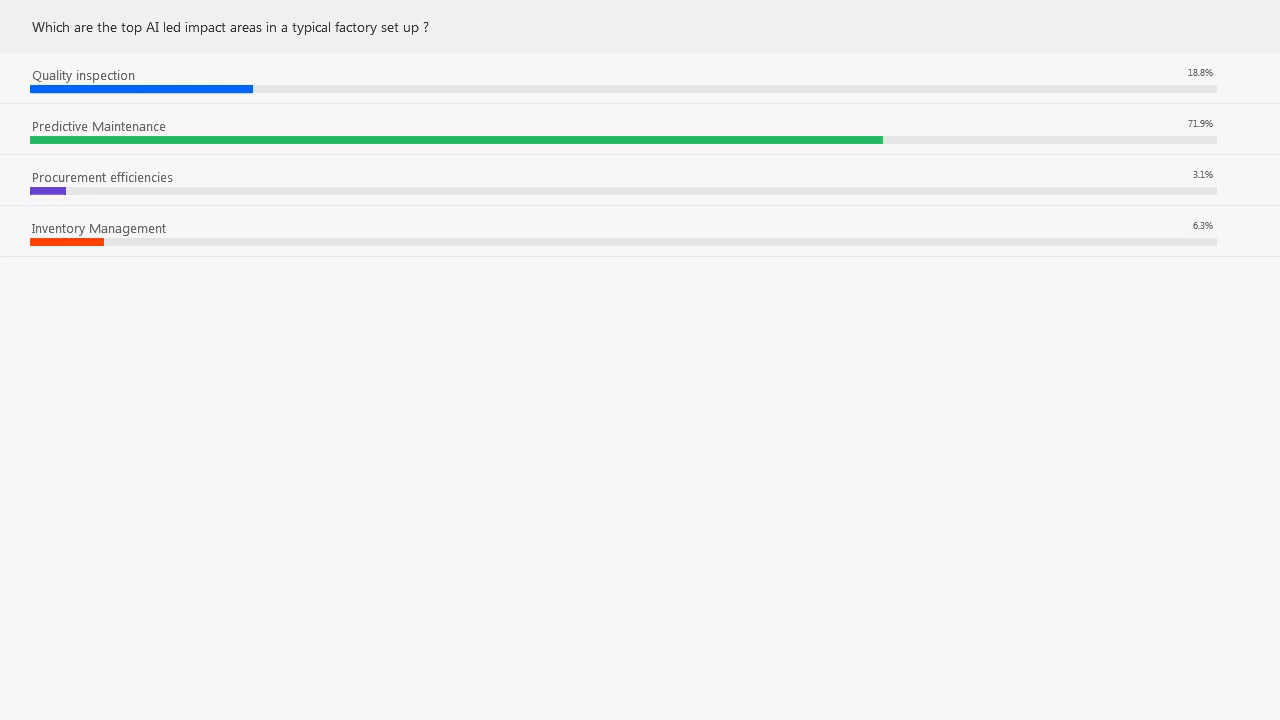 Which are the top AI led impact areas in a typical factory set up ?
Quality inspection
18.8%
Predictive Maintenance
71.9%
Procurement efficiencies
3.1%
Inventory Management
6.3%